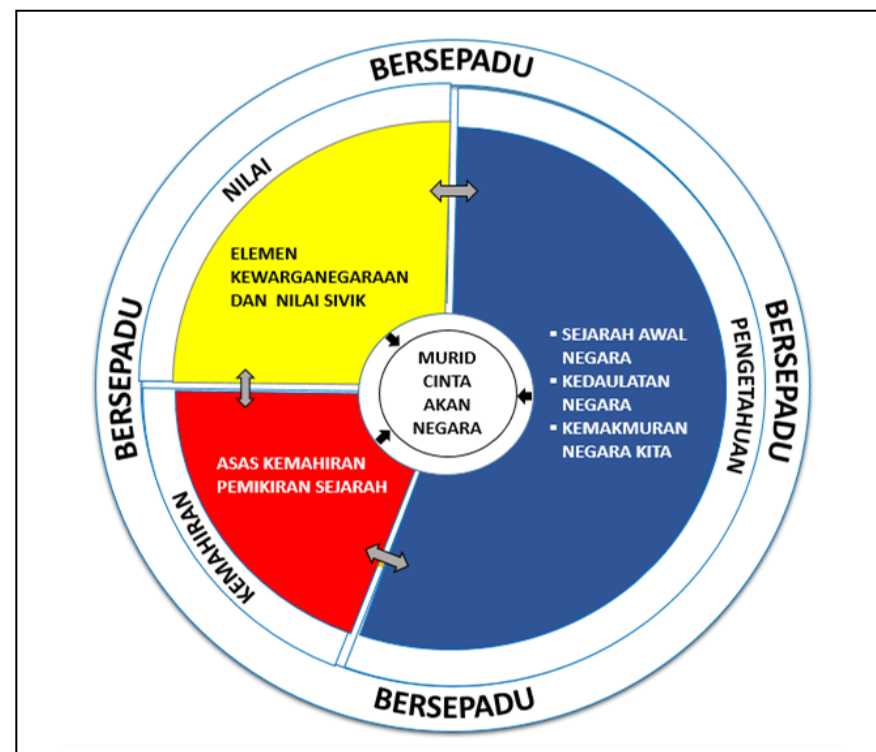 BERSEPADU
NILAI
ELEMEN
KEWARGANEGARAAN
DAN NILAI SIVIK
BERSEPADU
BERSEPADU
PENGETAHUAN
▪ SEJARAH AWAL
NEGARA
▪ KEDAULATAN
NEGARA
▪ KEMAKMURAN
NEGARA KITA
MURID
CINTA
AKAN
NEGARA
ASAS KEMAHIRAN
PEMIKIRAN SEJARAH
KEMAHIRAN
BERSEPADU